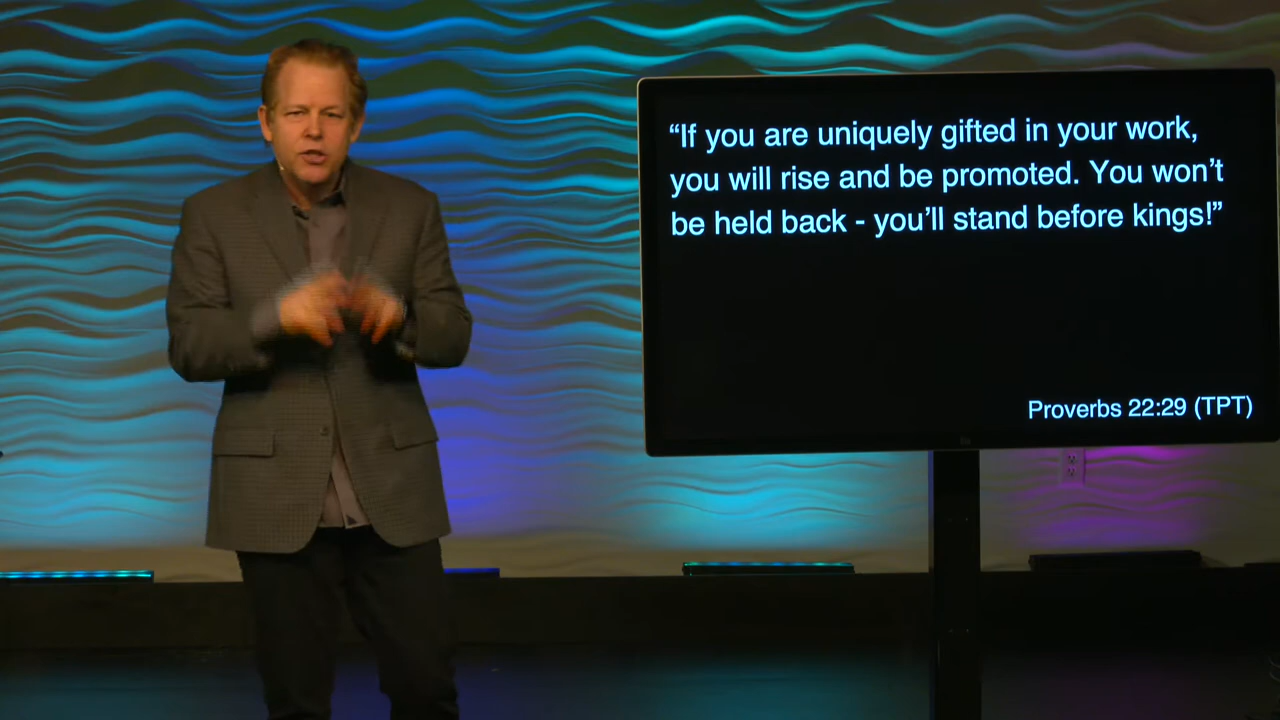 “If you are uniquely gifted in your work,
you will rise and be promoted. You won’t
be held back - you’ll stand before kings!”
Proverbs 22:29 (TPT)